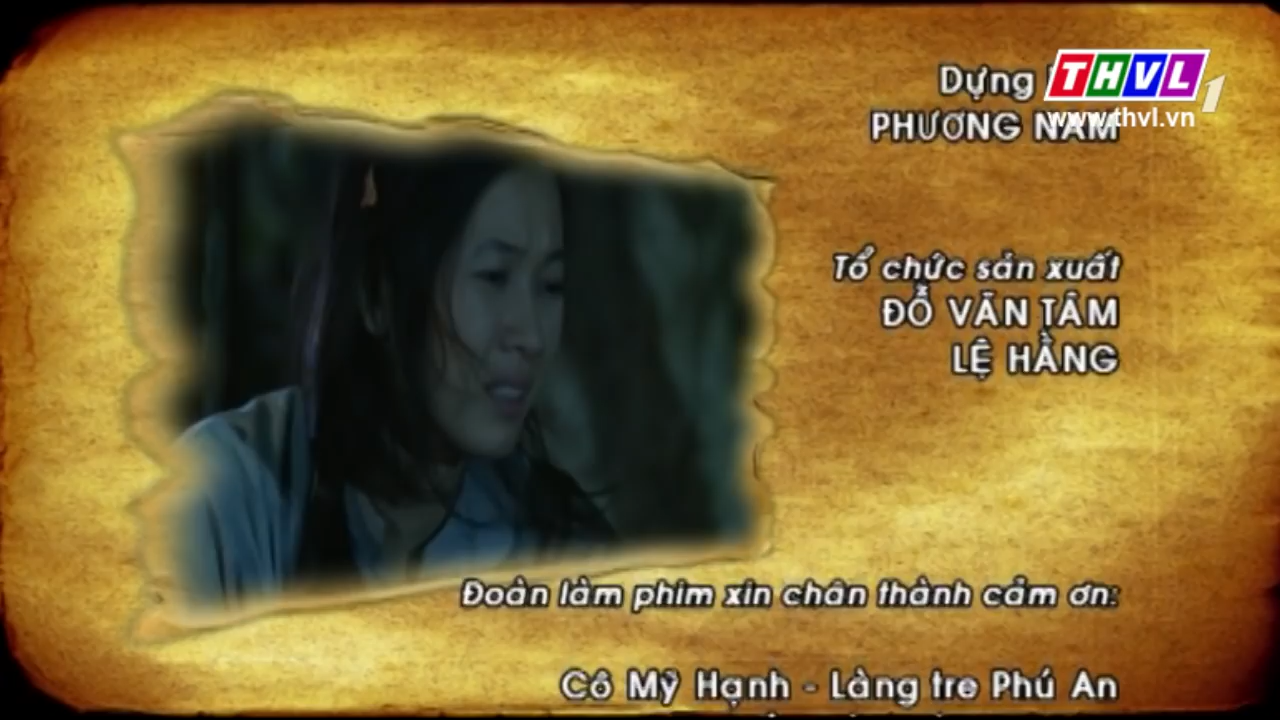 Dựng
THVL 1
www.thvl.vn
PHƯƠNG NAM
Tổ chức sản xuất
ĐỖ VĂN TÂM
LỆ HẰNG
Đoàn làm phim xin chân thành cảm ơn:
Cô Mỹ Hạnh - Làng tre Phú An